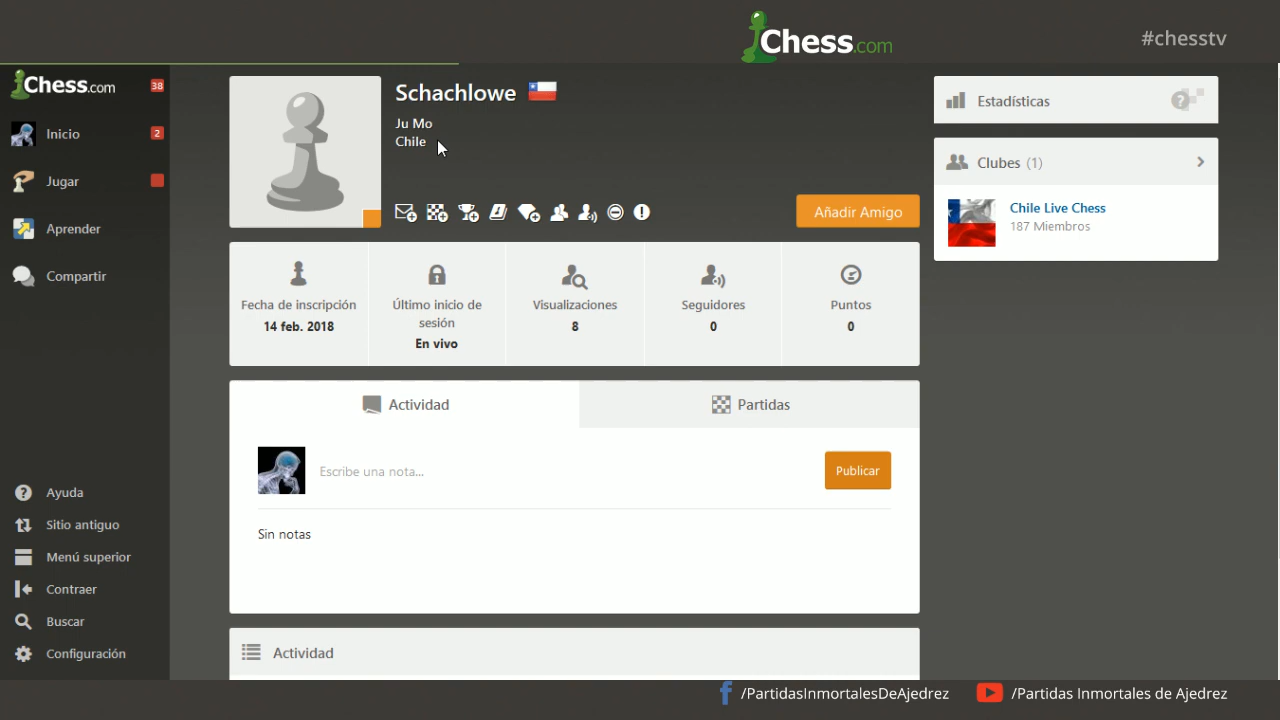 Chess.com
#chesstv
Chess.com
38
Inicio
2
Jugar
Aprender
Compartir
Ayuda
Sitio antiguo
Menú superior
Contraer
Buscar
Configuración
Schachlowe
Ju Mo
Chile
Añadir Amigo
Fecha de inscripción
14 feb. 2018
Último inicio de
sesión
En vivo
Visualizaciones
8
Seguidores
0
Puntos
0
Actividad
Partidas
Escribe una nota...
Publicar
Sin notas
Actividad
Estadísticas
Clubes (1)
Chile Live Chess
187 Miembros
/PartidasInmortalesDeAjedrez
/Partidas Inmortales de Ajedrez